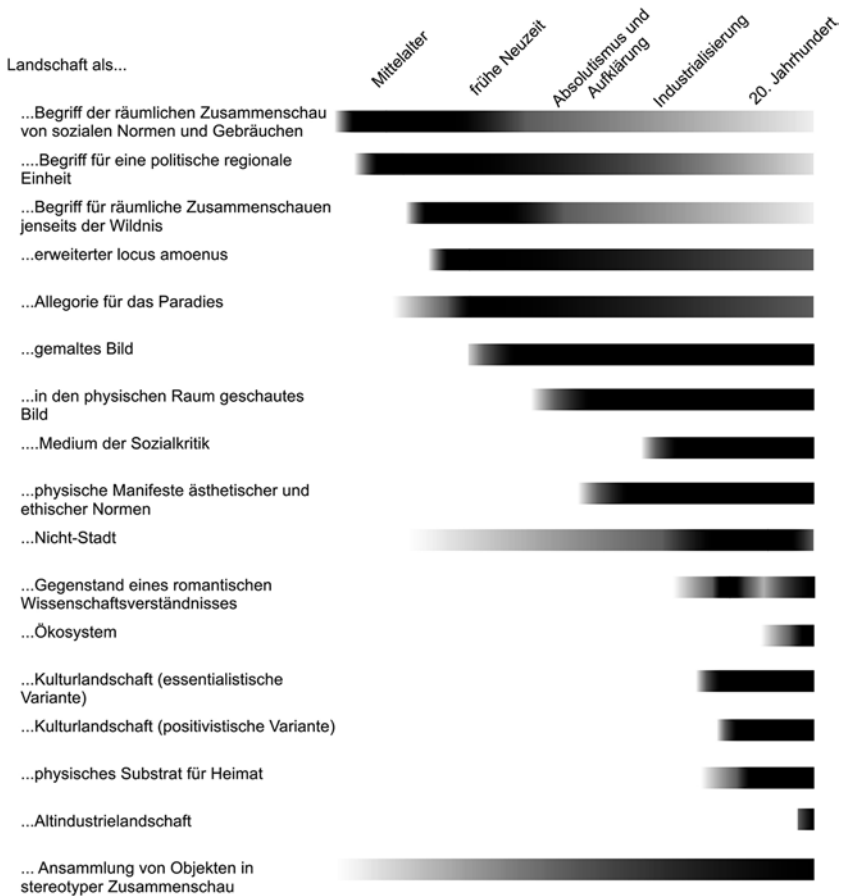 Landschaft als...
Mittelalter
frühe Neuzeit
Absolutismus und
Aufklärung
Industrialisierung
20. Jahrhundert
...Begriff der räumlichen Zusammenschau
von sozialen Normen und Gebräuchen
....Begriff für eine politische regionale
Einheit
...Begriff für räumliche Zusammenschauen
jenseits der Wildnis
...erweiterter locus amoenus
...Allegorie für das Paradies
...gemaltes Bild
...in den physischen Raum geschautes
Bild
....Medium der Sozialkritik
...physische Manifeste ästhetischer und
ethischer Normen
...Nicht-Stadt
...Gegenstand eines romantischen
Wissenschaftsverständnisses
...Ökosystem
...Kulturlandschaft (essentialistische
Variante)
...Kulturlandschaft (positivistische Variante)
...physisches Substrat für Heimat
...Altindustrielandschaft
... Ansammlung von Objekten in
stereotyper Zusammenschau